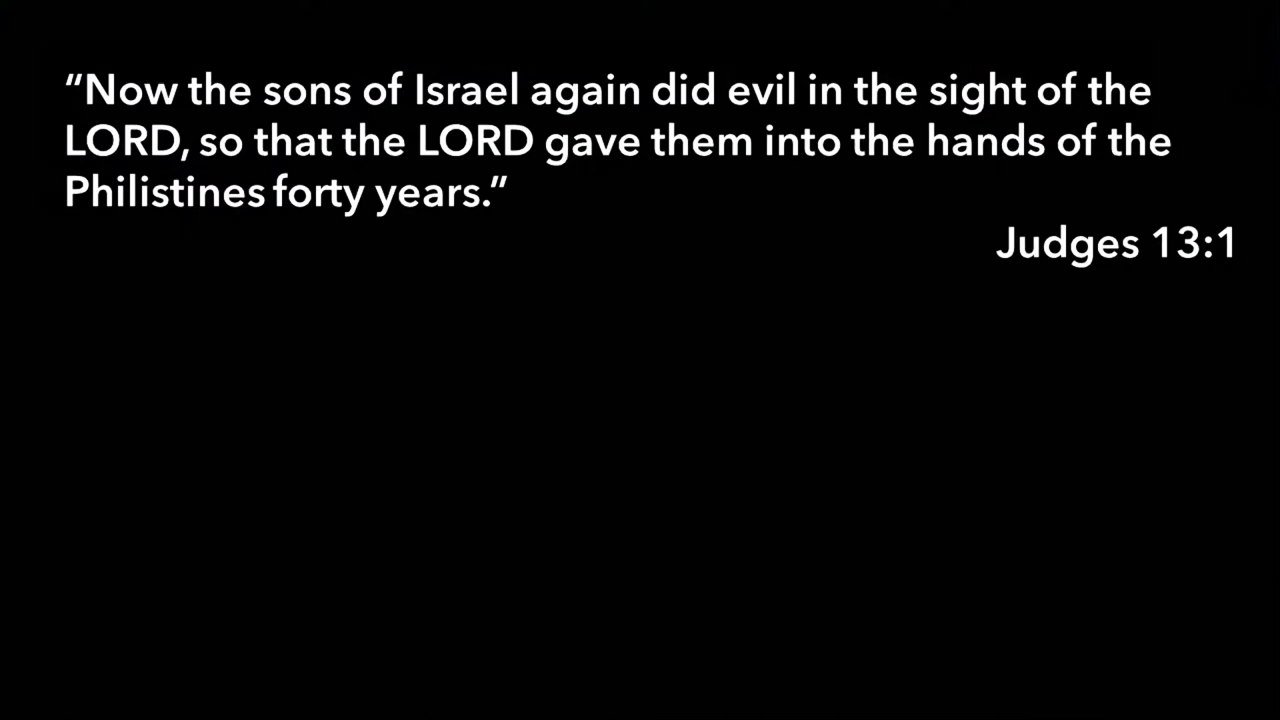 “Now the sons of Israel again did evil in the sight of the
LORD, so that the LORD gave them into the hands of the
Philistines forty years.”
Judges 13:1